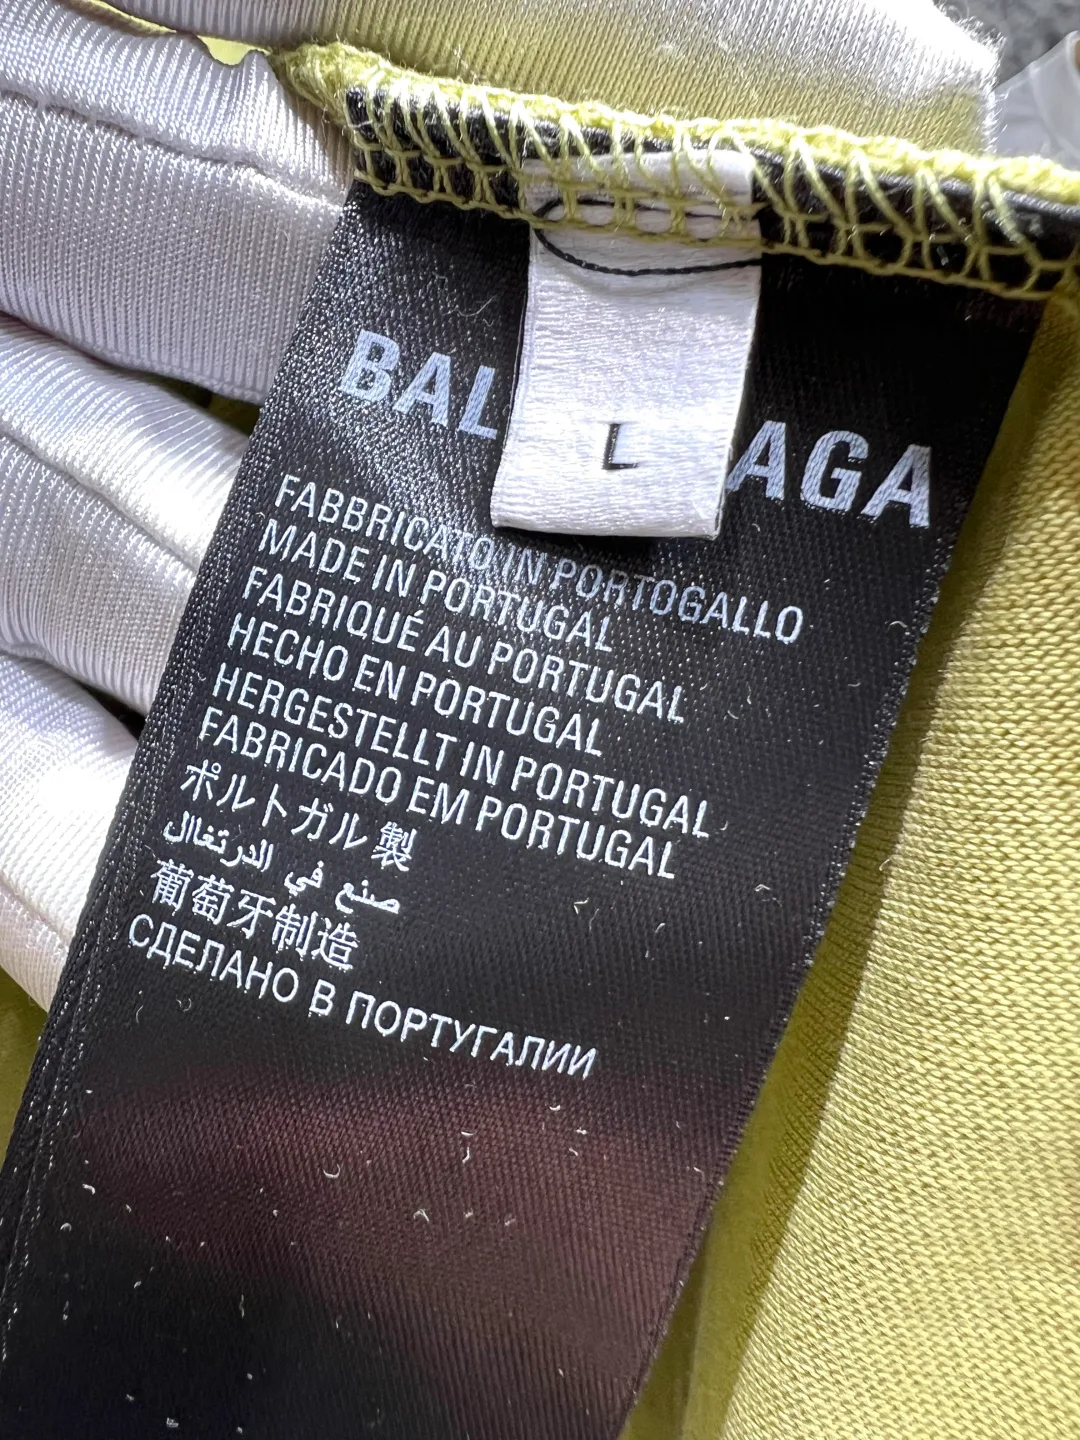 BAL AGA
L
FABBRICATO IN PORTOGALLO
MADE IN PORTUGAL
FABRIQUÉ AU PORTUGAL
HECHO EN PORTUGAL
HERGESTELLT IN PORTUGAL
FABRICADO EM PORTUGAL
ポルトガル製
صنع في البرتغال
葡萄牙制造
СДЕЛАНО В ПОРТУГАЛИИ